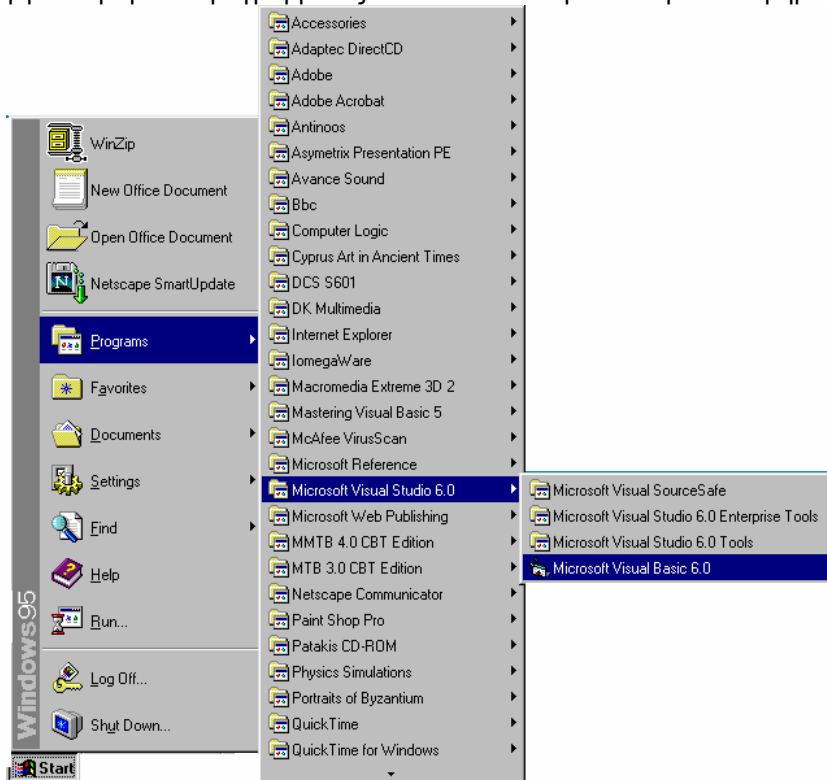 WinZip
New Office Document
Open Office Document
Netscape SmartUpdate
Programs
Favorites
Documents
Settings
Find
Help
Run...
Log Off...
Shut Down...
Windows95
Start
Accessories
Adaptec DirectCD
Adobe
Adobe Acrobat
Antinoos
Asymetrix Presentation PE
Avance Sound
Bbc
Computer Logic
Cyprus Art in Ancient Times
DCS S601
DK Multimedia
Internet Explorer
IomegaWare
Macromedia Extreme 3D 2
Mastering Visual Basic 5
McAfee VirusScan
Microsoft Reference
Microsoft Visual Studio 6.0
Microsoft Web Publishing
MMTB 4.0 CBT Edition
MTB 3.0 CBT Edition
Netscape Communicator
Paint Shop Pro
Patakis CD-ROM
Physics Simulations
Portraits of Byzantium
QuickTime
QuickTime for Windows
Microsoft Visual SourceSafe
Microsoft Visual Studio 6.0 Enterprise Tools
Microsoft Visual Studio 6.0 Tools
Microsoft Visual Basic 6.0